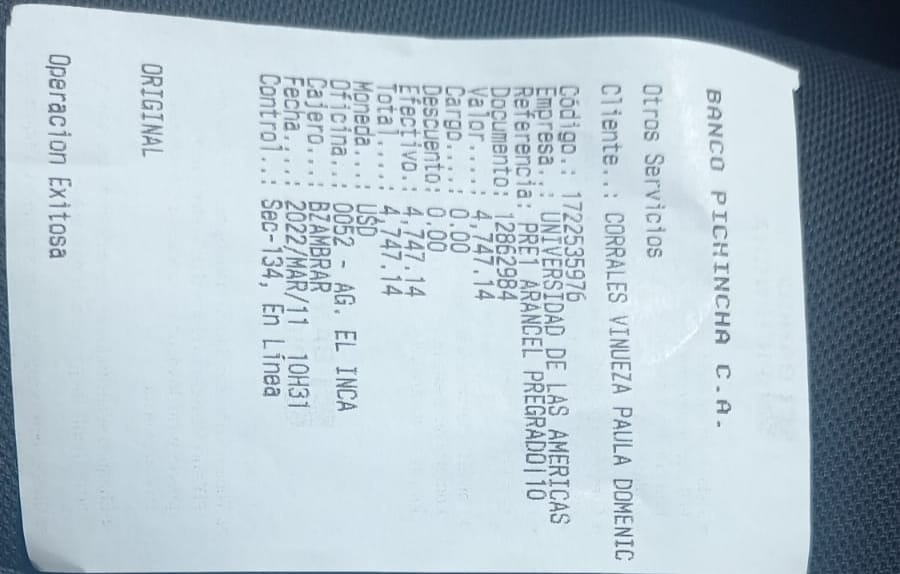 BANCO PICHINCHA C.A.
Otros Servicios
Cliente..: CORRALES VINUEZA PAULA DOMENIC
Código..: 1722535976
Empresa..: UNIVERSIDAD DE LAS AMERICAS
Referencia: PRE1 ARANCEL PREGRADO|10
Documento: 12862984
Valor....: 4,747.14
Cargo....: 0.00
Descuento: 0.00
Efectivo.: 4,747.14
Total....: 4,747.14
Moneda...: USD
Oficina..: 0052 - AG. EL INCA
Cajero...: BZAMBRAR
Fecha....: 2022/MAR/11 10H31
Control..: Sec-134, En Línea
ORIGINAL
Operacion Exitosa